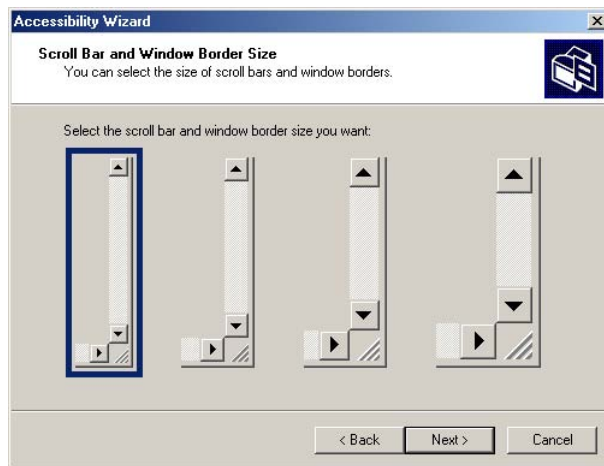 Accessibility Wizard
Scroll Bar and Window Border Size
You can select the size of scroll bars and window borders.
Select the scroll bar and window border size you want:
< Back
Next >
Cancel